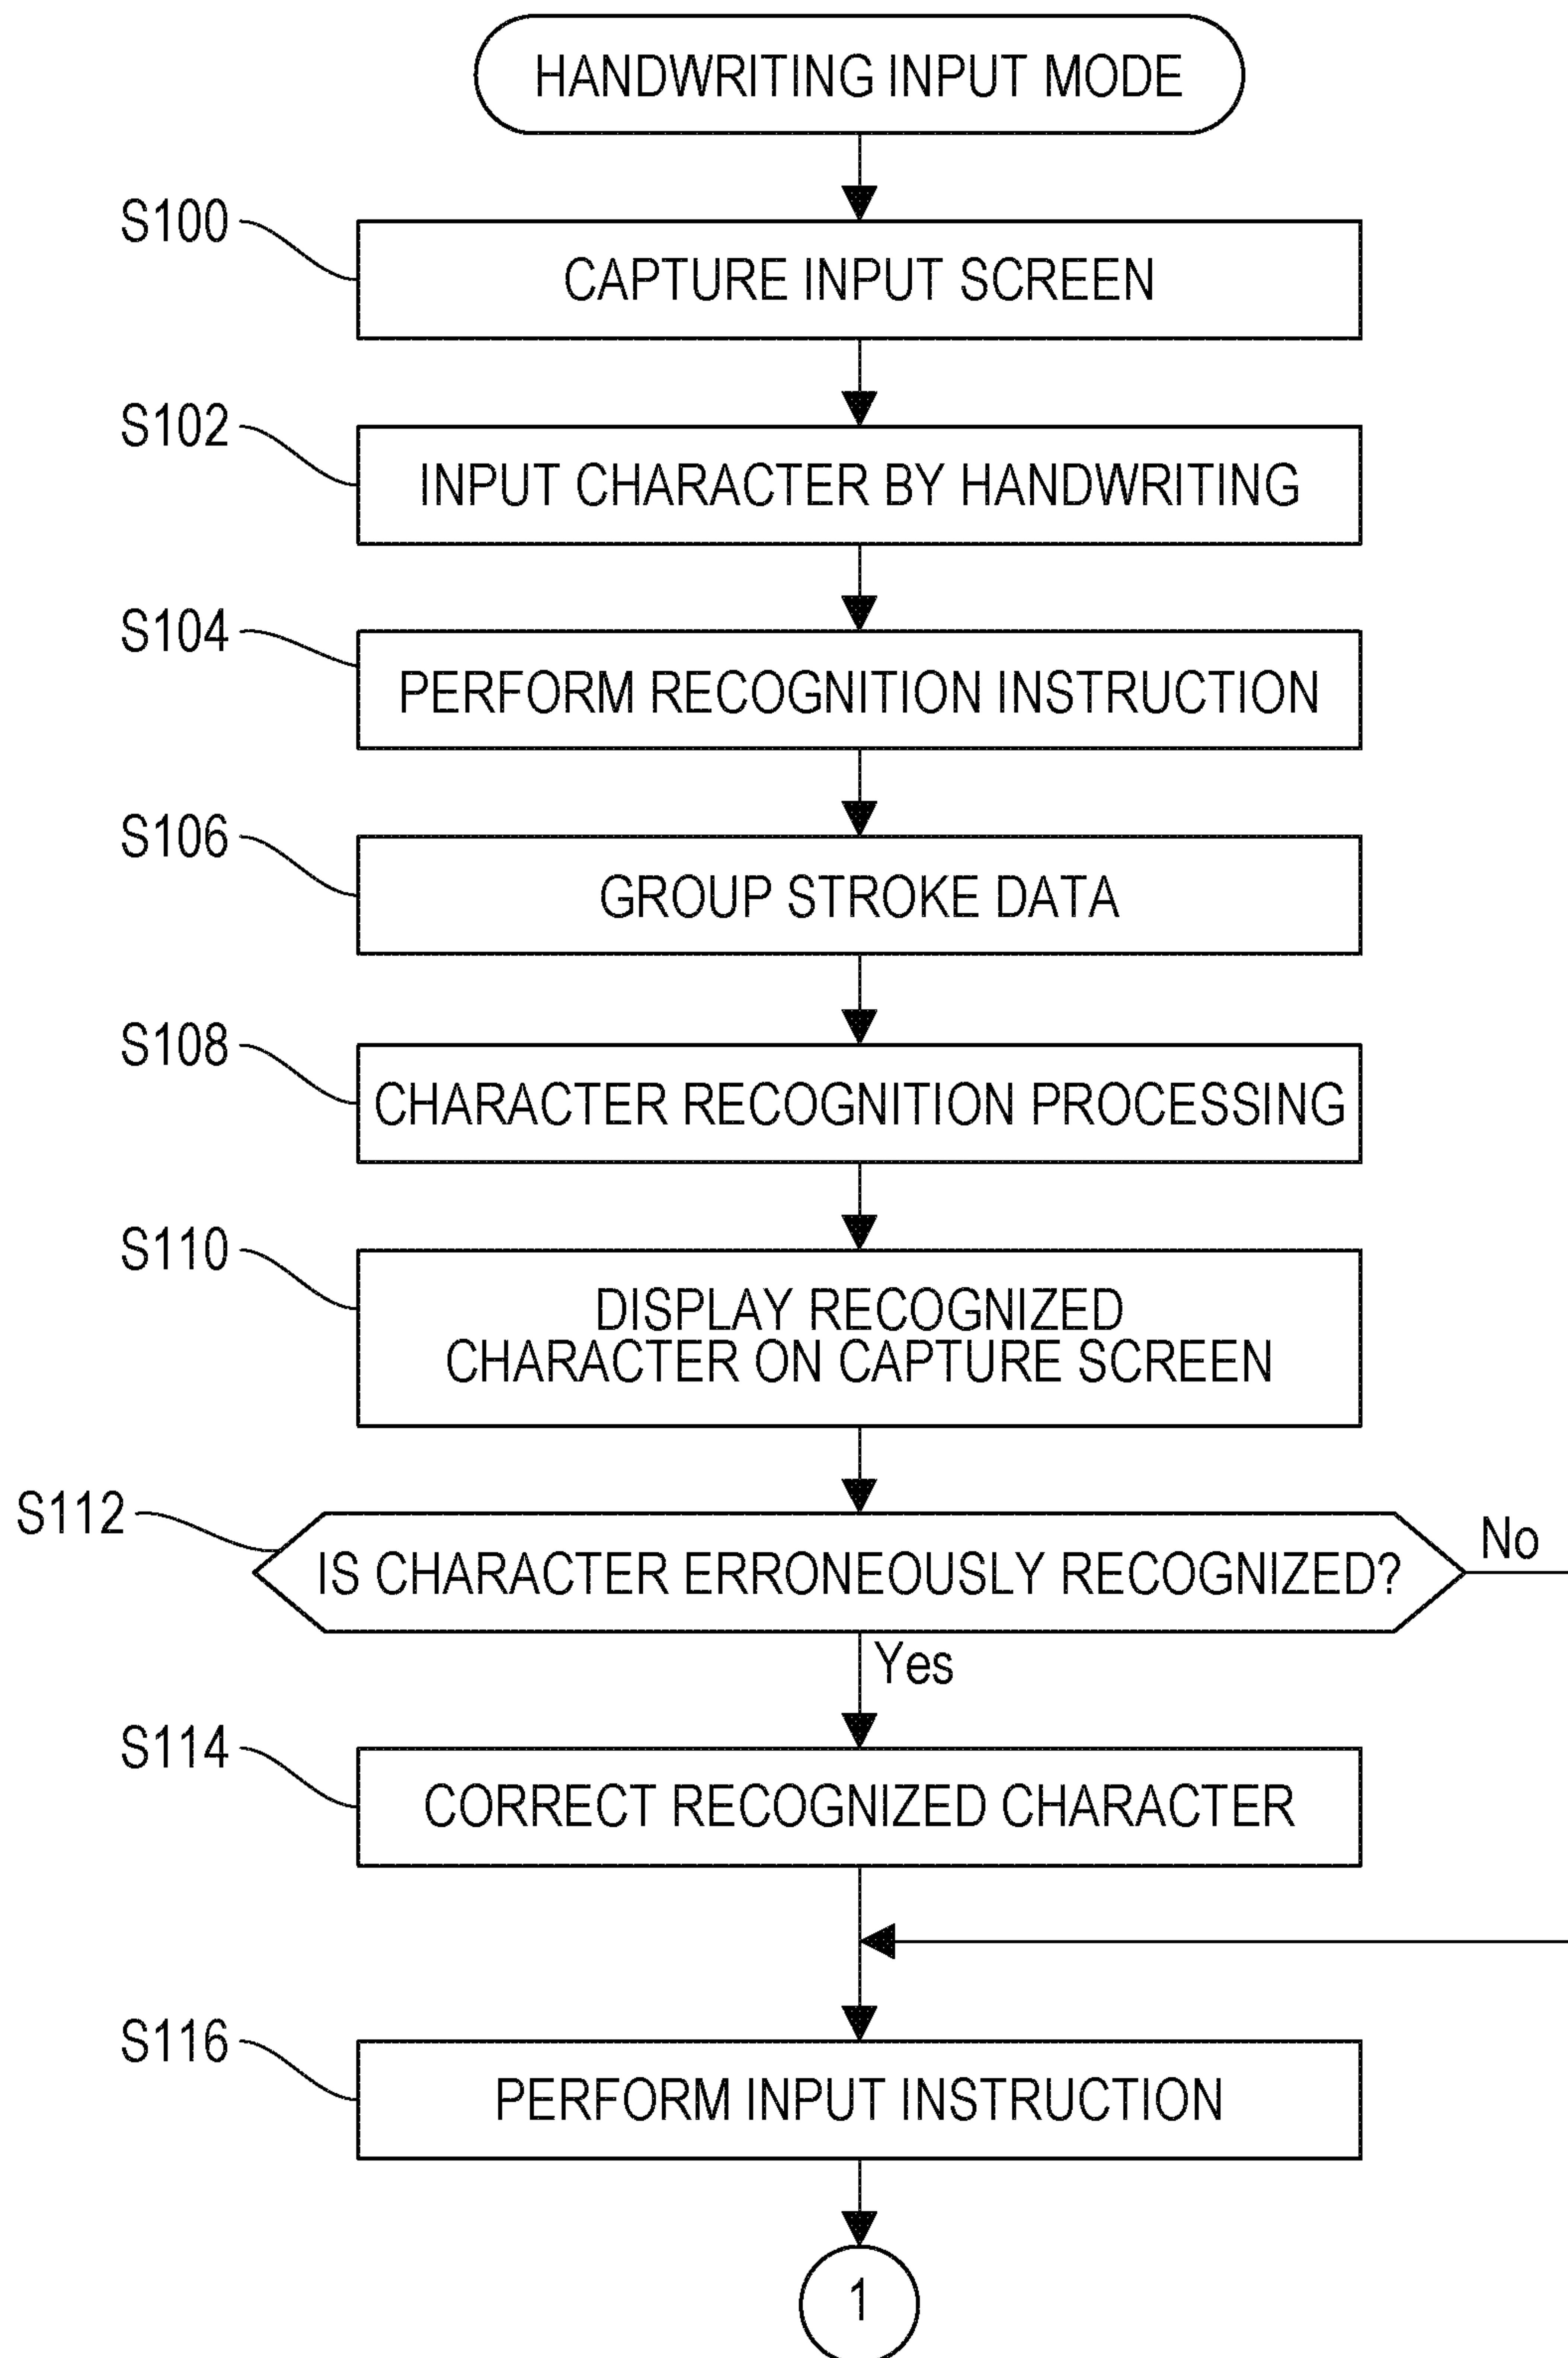 HANDWRITING INPUT MODE
S100
CAPTURE INPUT SCREEN
S102
INPUT CHARACTER BY HANDWRITING
S104
PERFORM RECOGNITION INSTRUCTION
S106
GROUP STROKE DATA
S108
CHARACTER RECOGNITION PROCESSING
S110
DISPLAY RECOGNIZED
CHARACTER ON CAPTURE SCREEN
S112
IS CHARACTER ERRONEOUSLY RECOGNIZED?
No
Yes
S114
CORRECT RECOGNIZED CHARACTER
S116
PERFORM INPUT INSTRUCTION
1